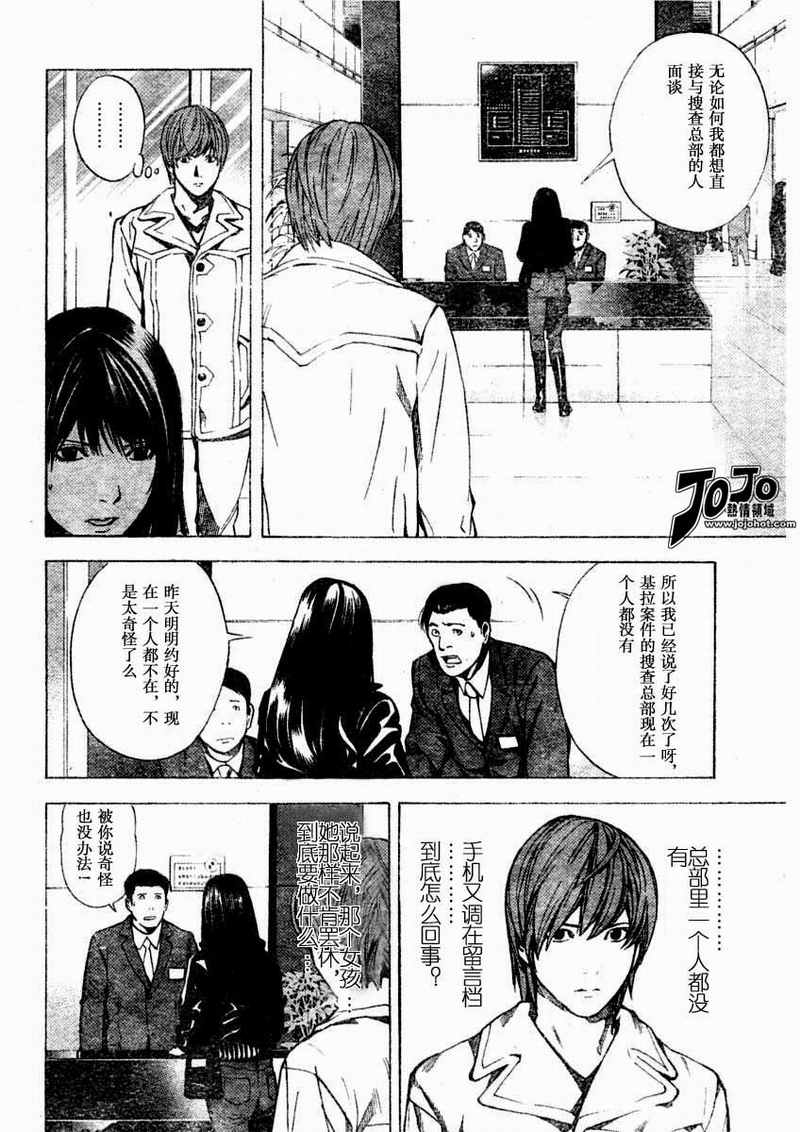 无论如何我都想直
接与搜查总部的人
面谈
………
………
JOJO
熱情領域
www.jojohot.com
所以我已经说了好几次了呀，
基拉案件的搜查总部现在一
个人都没有
昨天明明约好的，现
在一个人都不在，不
是太奇怪了么
………总部里一个人都没
有
………手机又调在留言档
………到底怎么回事？
说起来，那个女孩…
她那样不肯罢休，
到底要做什么…
被你说奇怪
也没办法一